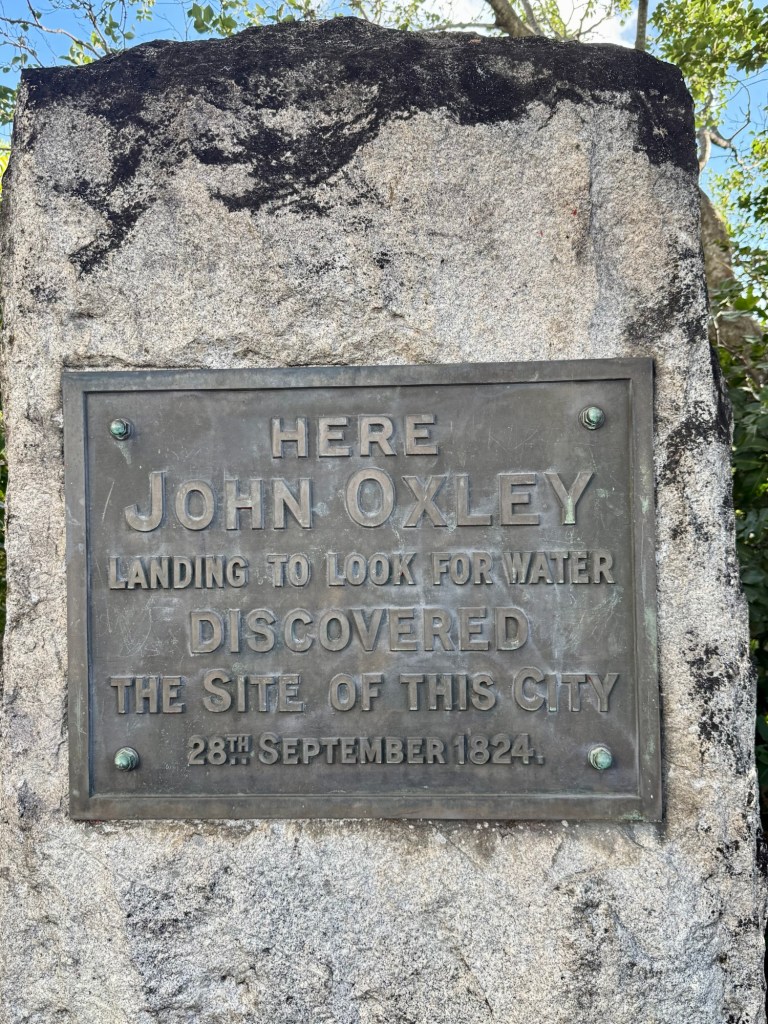 HERE
JOHN OXLEY
LANDING TO LOOK FOR WATER
DISCOVERED
THE SITE OF THIS CITY
28TH SEPTEMBER 1824.